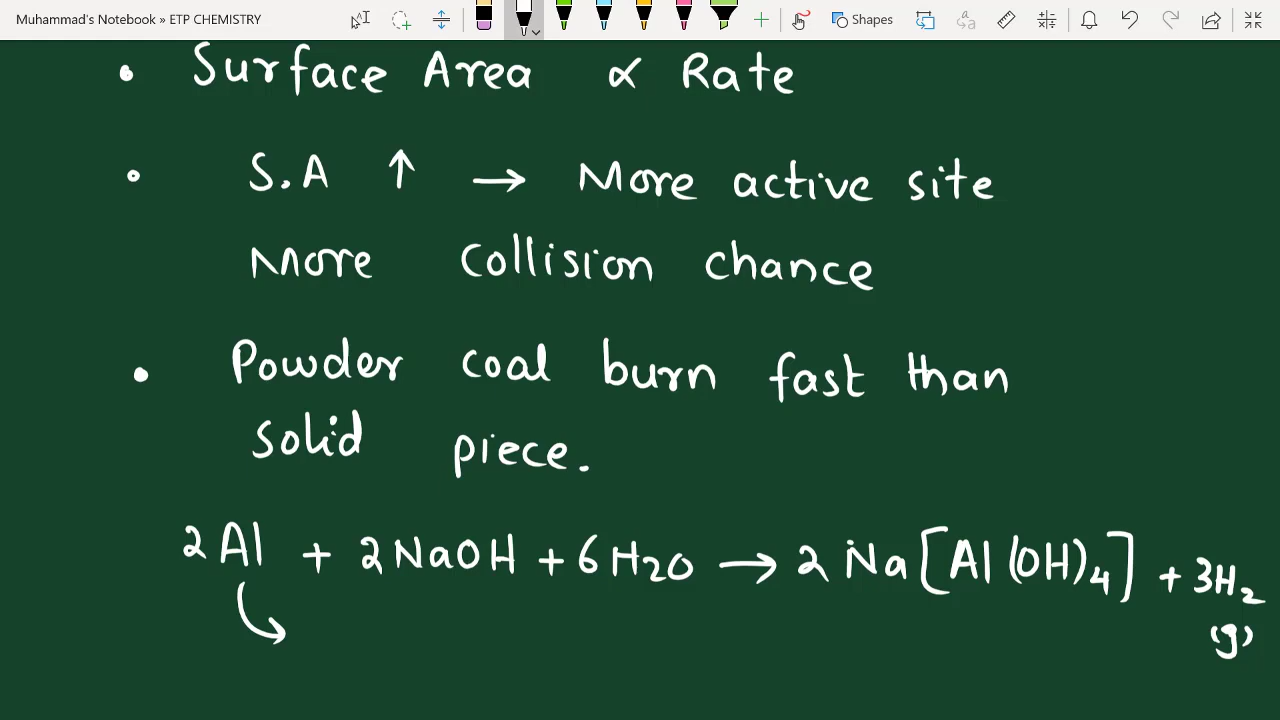 Muhammad's Notebook » ETP CHEMISTRY
Shapes
• Surface Area ∝ Rate
• S.A ↑ → More active site
More collision chance
• Powder coal burn fast than
solid piece.
2Al + 2NaOH + 6H2O → 2Na[Al(OH)4] + 3H2
(g)